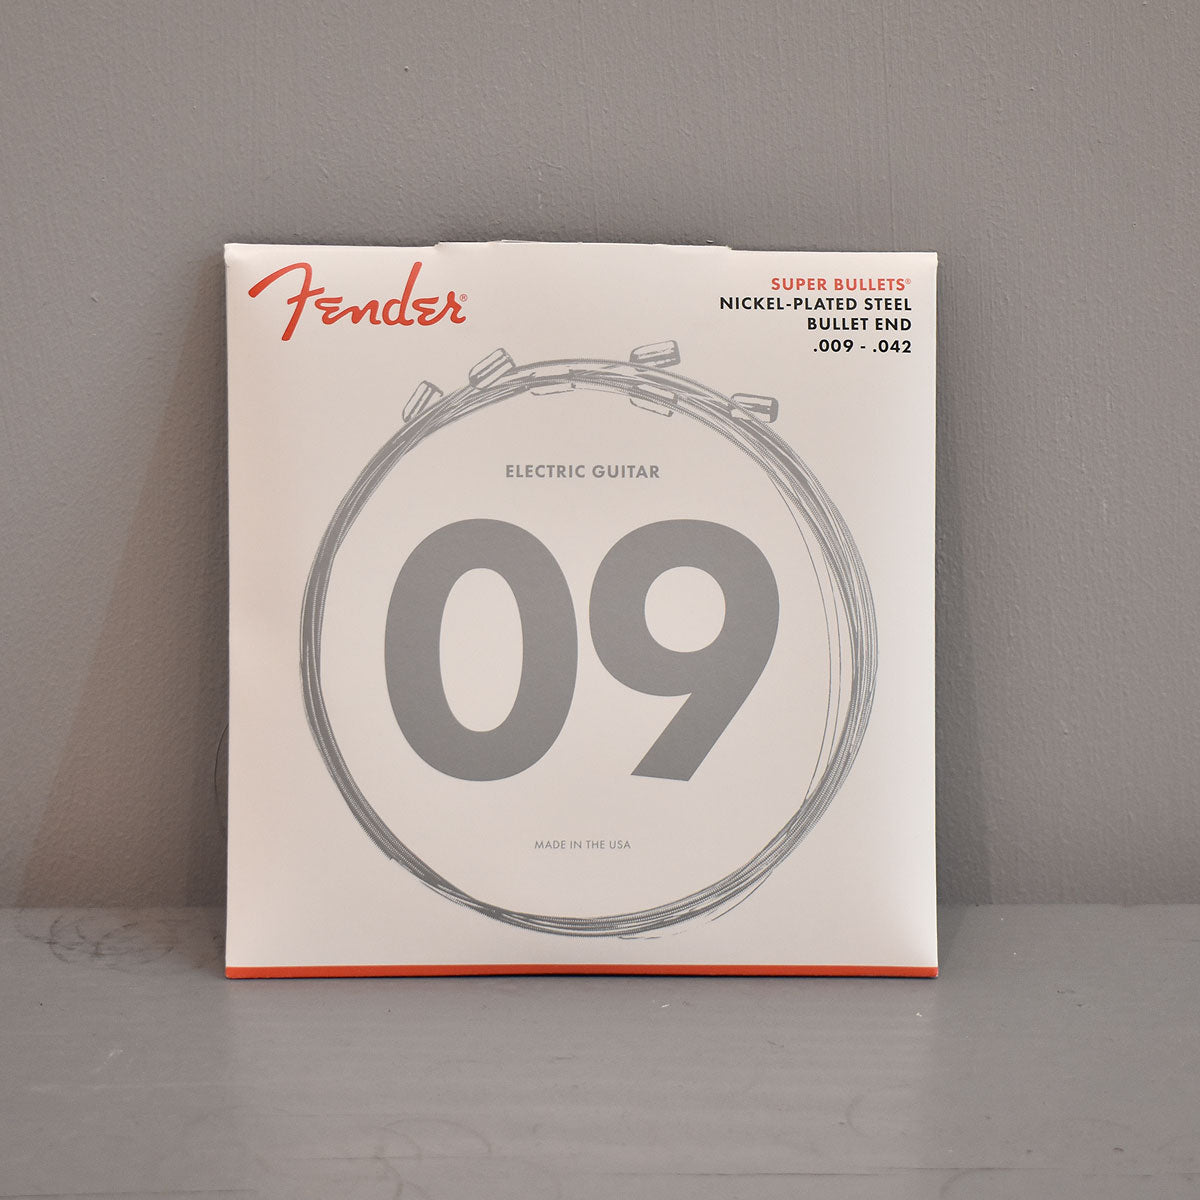 Fender®
SUPER BULLETS®
NICKEL-PLATED STEEL
BULLET END
.009 - .042
ELECTRIC GUITAR
09
MADE IN THE USA